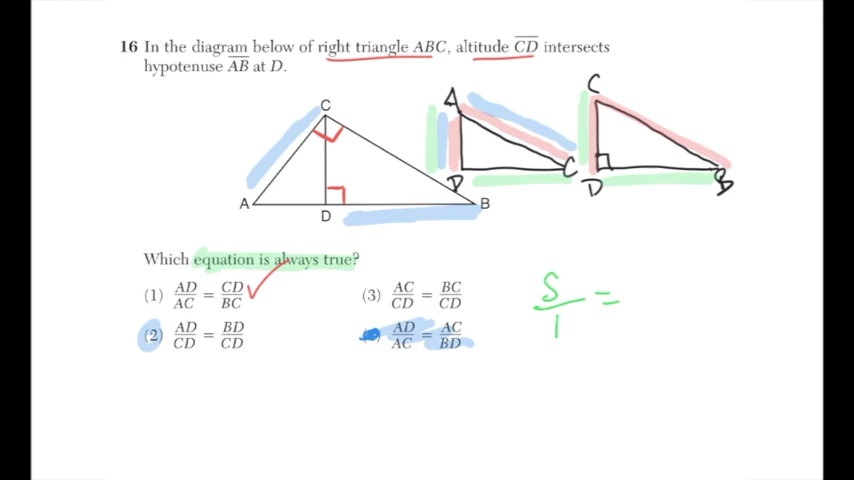 16 In the diagram below of right triangle ABC, altitude CD intersects
hypotenuse AB at D.
C
A
D
B
A
D
C
C
D
B
Which equation is always true?
(1) AD/AC = CD/BC
(3) AC/CD = BC/CD
(2) AD/CD = BD/CD
AD/AC = AC/BD
S/l =